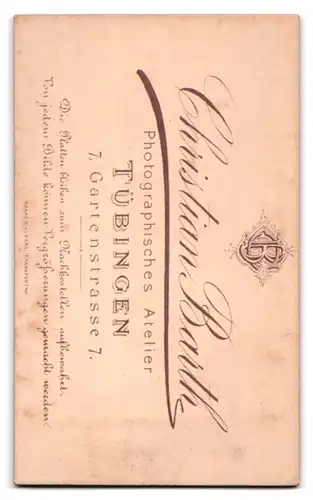 CB
Christian Barth
Photographisches Atelier
TÜBINGEN
7. Gartenstrasse 7.
Die Platten bleiben zum Nachbestellen aufbewahrt.
Von jedem Bilde können Vergrößerungen gemacht werden.